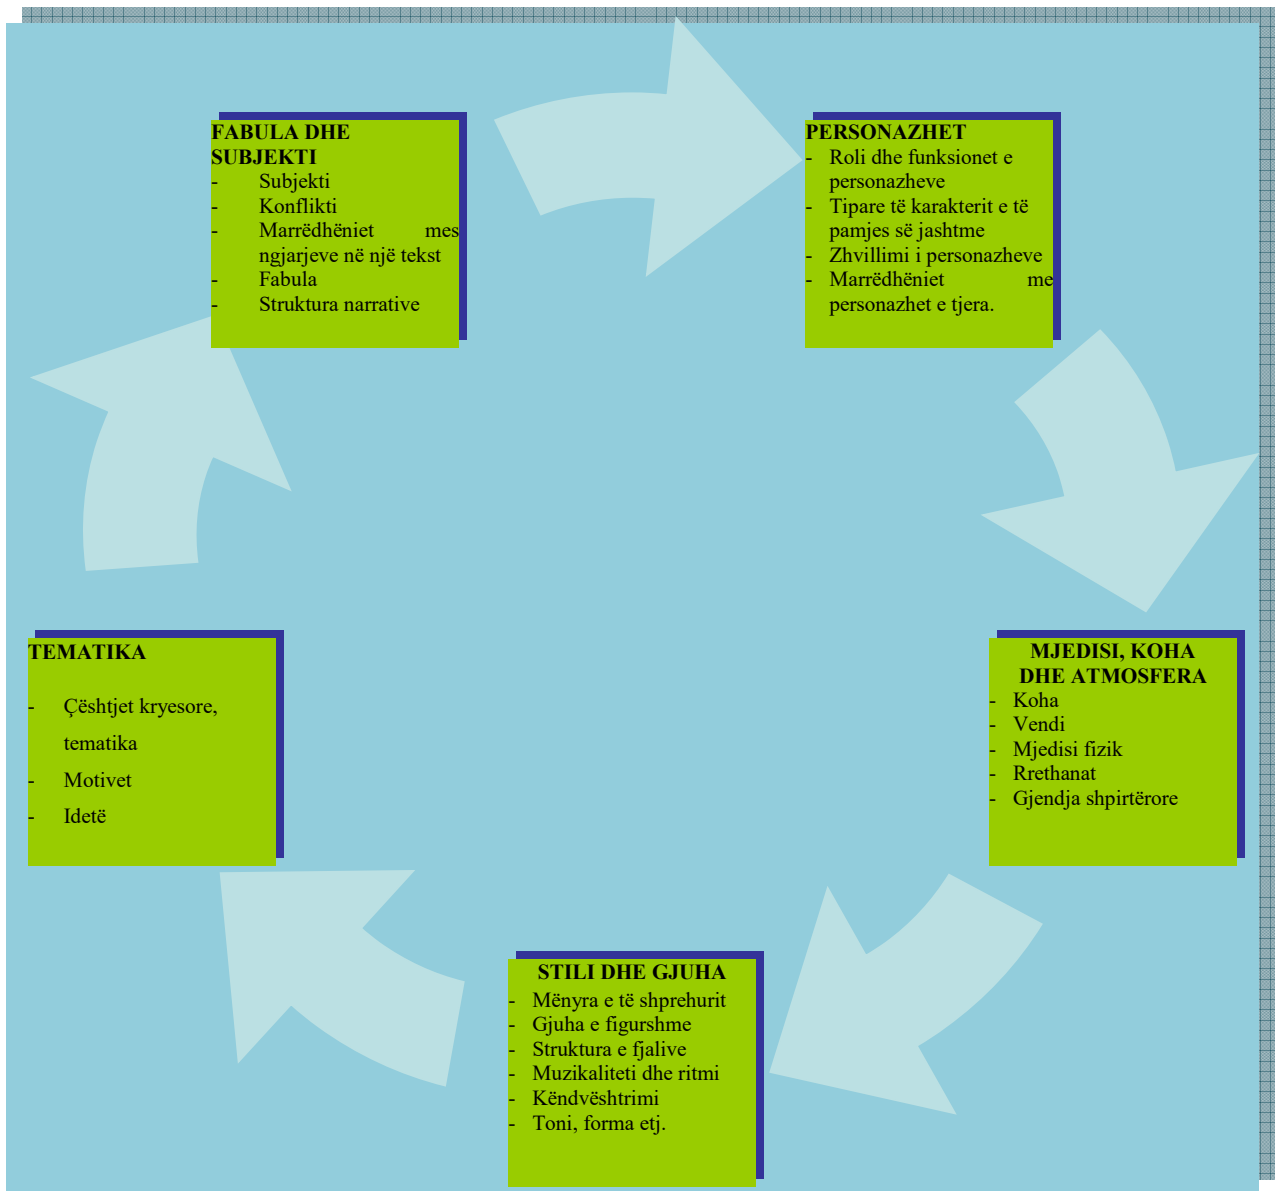 FABULA DHE
SUBJEKTI
- Subjekti
- Konflikti
- Marrëdhëniet mes
ngjarjeve në një tekst
- Fabula
- Struktura narrative
PERSONAZHET
- Roli dhe funksionet e
personazheve
- Tipare të karakterit e të
pamjes së jashtme
- Zhvillimi i personazheve
- Marrëdhëniet me
personazhet e tjera.
MJEDISI, KOHA
DHE ATMOSFERA
- Koha
- Vendi
- Mjedisi fizik
- Rrethanat
- Gjendja shpirtërore
STILI DHE GJUHA
- Mënyra e të shprehurit
- Gjuha e figurshme
- Struktura e fjalive
- Muzikaliteti dhe ritmi
- Këndvështrimi
- Toni, forma etj.
TEMATIKA
- Çështjet kryesore,
tematika
- Motivet
- Idetë